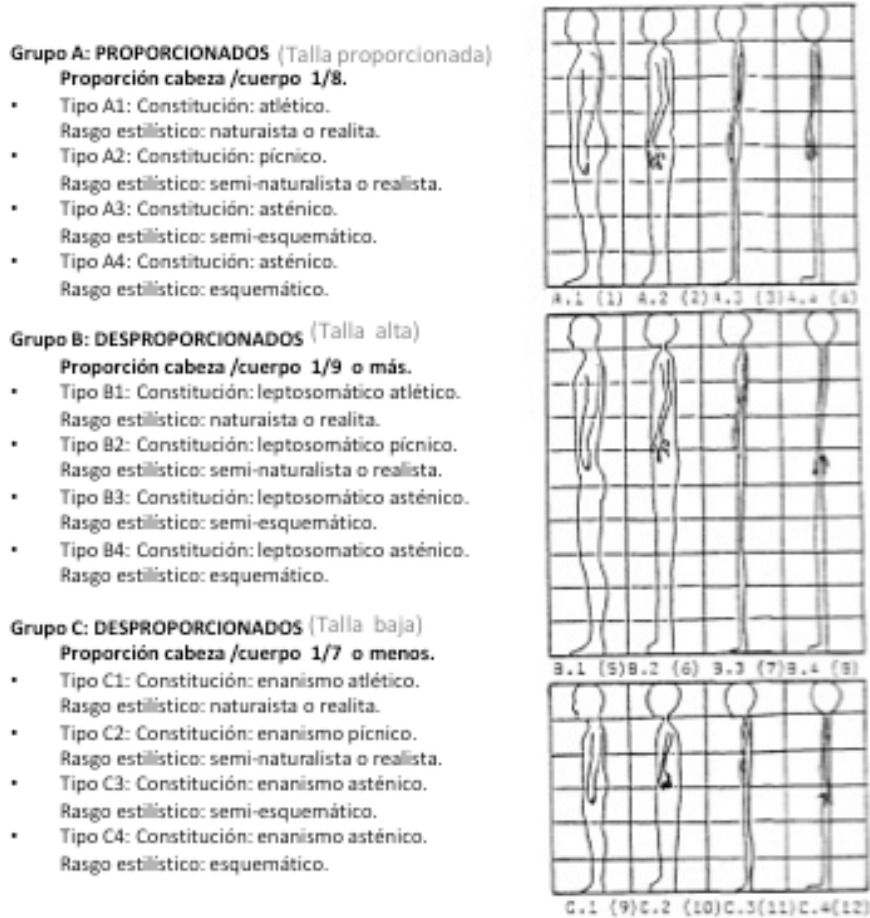 Grupo A: PROPORCIONADOS (Talla proporcionada)
Proporción cabeza /cuerpo 1/8.
• Tipo A1: Constitución: atlético.
Rasgo estilístico: naturaista o realita.
• Tipo A2: Constitución: pícnico.
Rasgo estilístico: semi-naturalista o realista.
• Tipo A3: Constitución: asténico.
Rasgo estilístico: semi-esquemático.
• Tipo A4: Constitución: asténico.
Rasgo estilístico: esquemático.
A.1 (1) A.2 (2) A.3 (3) A.4 (4)
Grupo B: DESPROPORCIONADOS (Talla alta)
Proporción cabeza /cuerpo 1/9 o más.
• Tipo B1: Constitución: leptosomático atlético.
Rasgo estilístico: naturaista o realita.
• Tipo B2: Constitución: leptosomático pícnico.
Rasgo estilístico: semi-naturalista o realista.
• Tipo B3: Constitución: leptosomático asténico.
Rasgo estilístico: semi-esquemático.
• Tipo B4: Constitución: leptosomatico asténico.
Rasgo estilístico: esquemático.
B.1 (5) B.2 (6) B.3 (7) B.4 (8)
Grupo C: DESPROPORCIONADOS (Talla baja)
Proporción cabeza /cuerpo 1/7 o menos.
• Tipo C1: Constitución: enanismo atlético.
Rasgo estilístico: naturaista o realita.
• Tipo C2: Constitución: enanismo pícnico.
Rasgo estilístico: semi-naturalista o realista.
• Tipo C3: Constitución: enanismo asténico.
Rasgo estilístico: semi-esquemático.
• Tipo C4: Constitución: enanismo asténico.
Rasgo estilístico: esquemático.
C.1 (9) C.2 (10) C.3 (11) C.4 (12)